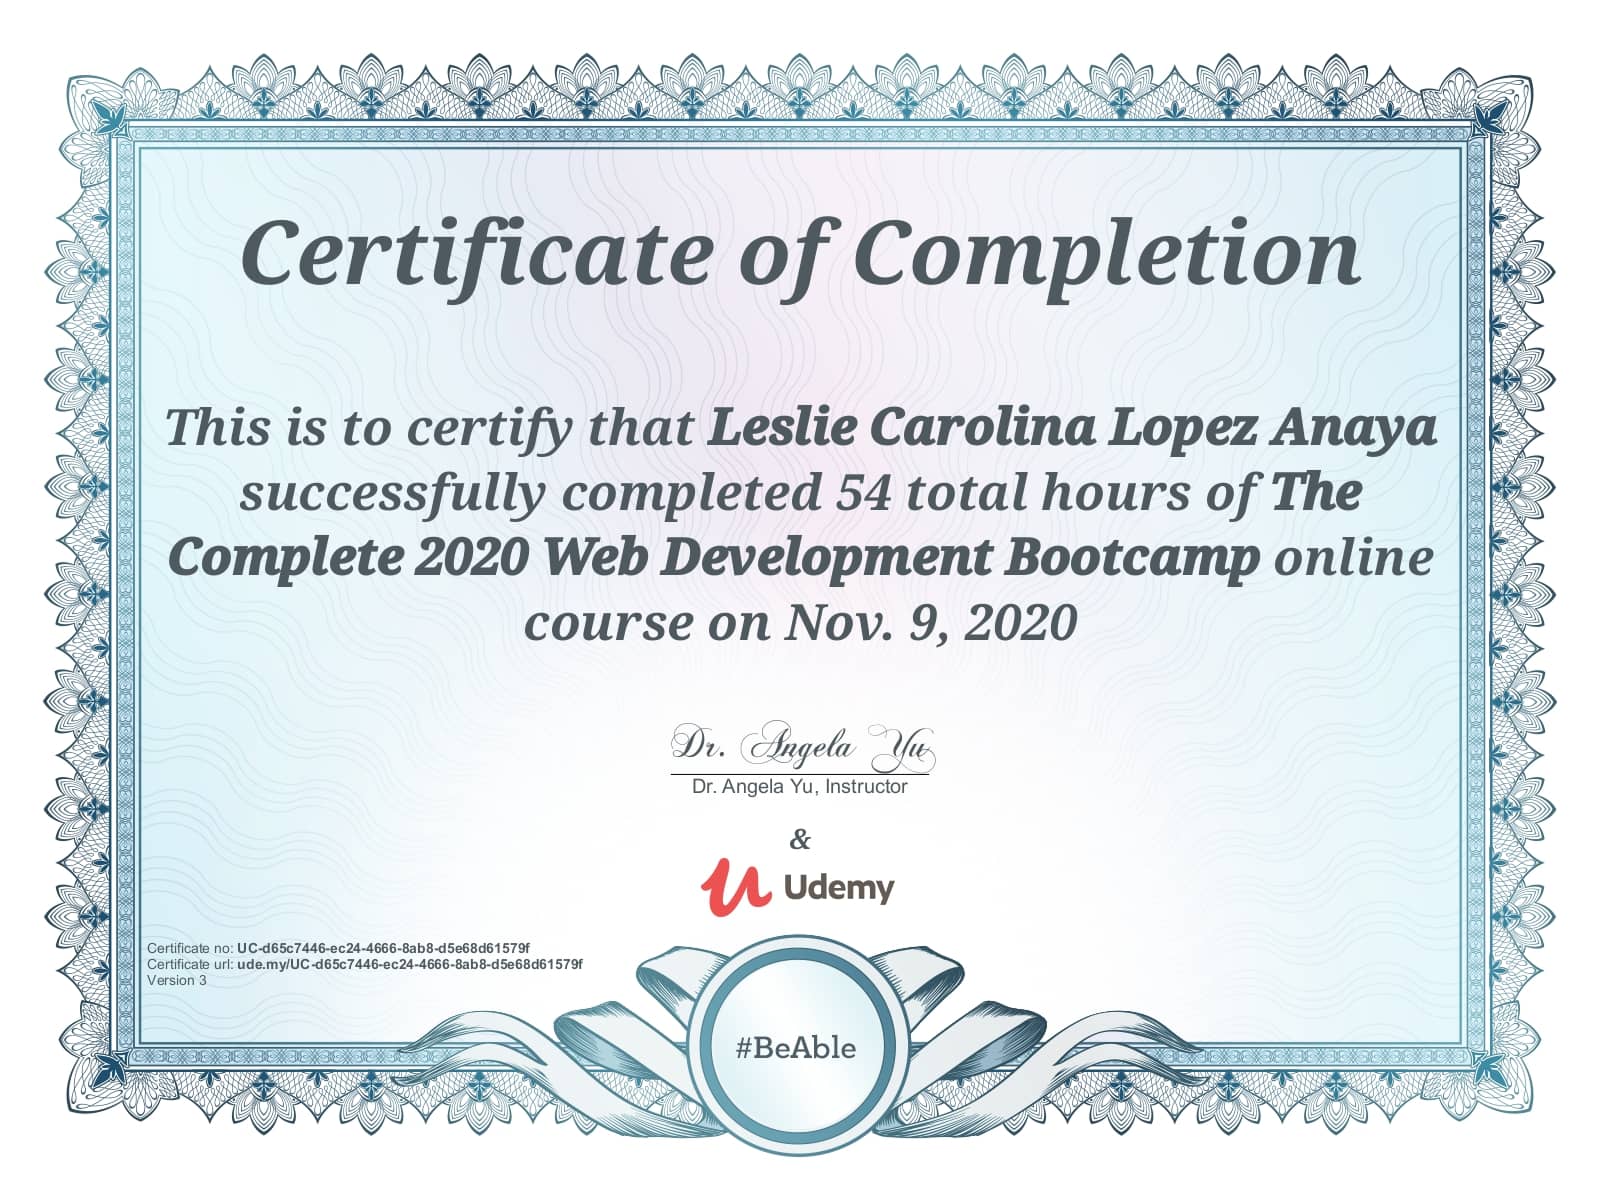 Certificate of Completion
This is to certify that Leslie Carolina Lopez Anaya
successfully completed 54 total hours of The
Complete 2020 Web Development Bootcamp online
course on Nov. 9, 2020
Dr. Angela Yu
Dr. Angela Yu, Instructor
&
Udemy
Certificate no: UC-d65c7446-ec24-4666-8ab8-d5e68d61579f
Certificate url: ude.my/UC-d65c7446-ec24-4666-8ab8-d5e68d61579f
Version 3
#BeAble